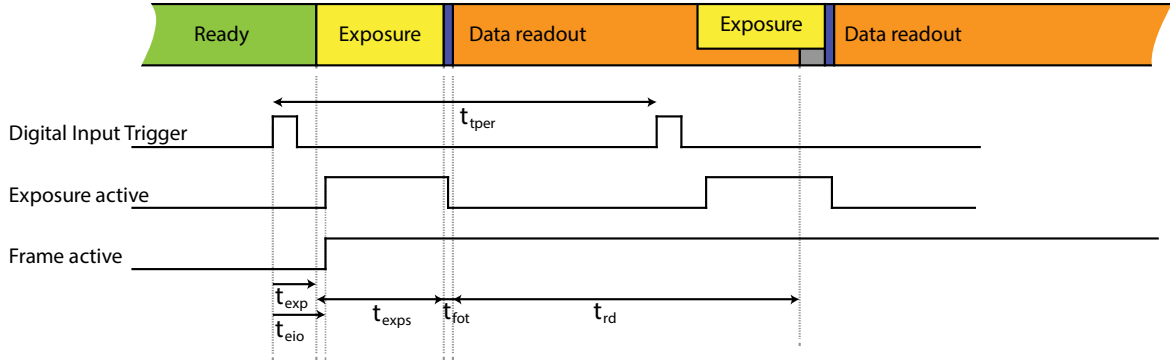 Ready
Exposure
Data readout
Exposure
Data readout
t_tper
Digital Input Trigger
Exposure active
Frame active
t_exp
t_exps
t_fot
t_rd
t_eio